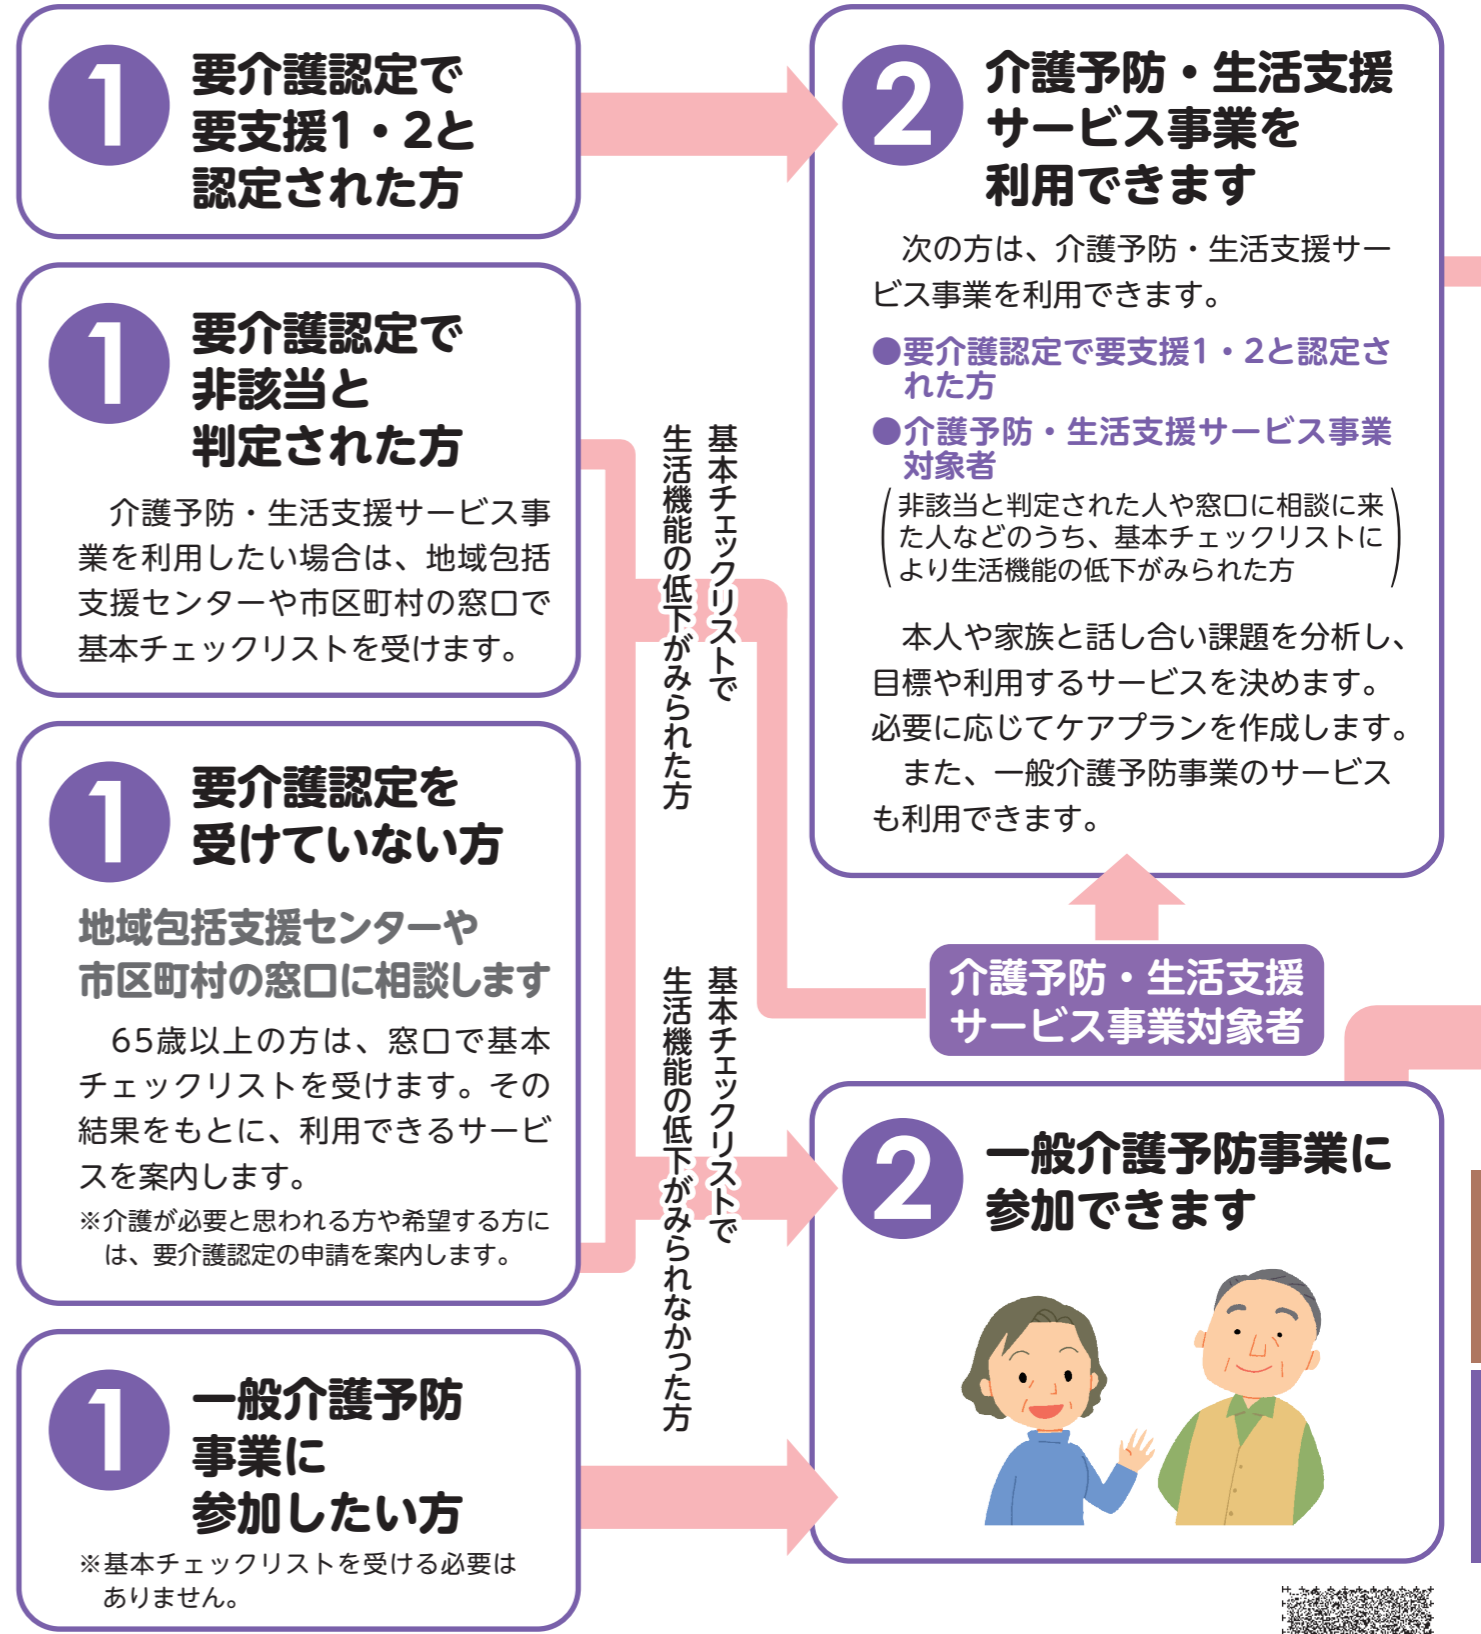 1
要介護認定で
要支援1・2と
認定された方
1
要介護認定で
非該当と
判定された方
介護予防・生活支援サービス事
業を利用したい場合は、地域包括
支援センターや市区町村の窓口で
基本チェックリストを受けます。
1
要介護認定を
受けていない方
地域包括支援センターや
市区町村の窓口に相談します
65歳以上の方は、窓口で基本
チェックリストを受けます。その
結果をもとに、利用できるサービ
スを案内します。
※介護が必要と思われる方や希望する方に
は、要介護認定の申請を案内します。
1
一般介護予防
事業に
参加したい方
※基本チェックリストを受ける必要は
ありません。
基本チェックリストで
生活機能の低下がみられた方
基本チェックリストで
生活機能の低下がみられなかった方
2
介護予防・生活支援
サービス事業を
利用できます
次の方は、介護予防・生活支援サー
ビス事業を利用できます。
●要介護認定で要支援1・2と認定さ
れた方
●介護予防・生活支援サービス事業
対象者
(非該当と判定された人や窓口に相談に来
た人などのうち、基本チェックリストに
より生活機能の低下がみられた方)
本人や家族と話し合い課題を分析し、
目標や利用するサービスを決めます。
必要に応じてケアプランを作成します。
また、一般介護予防事業のサービス
も利用できます。
介護予防・生活支援
サービス事業対象者
2
一般介護予防事業に
参加できます